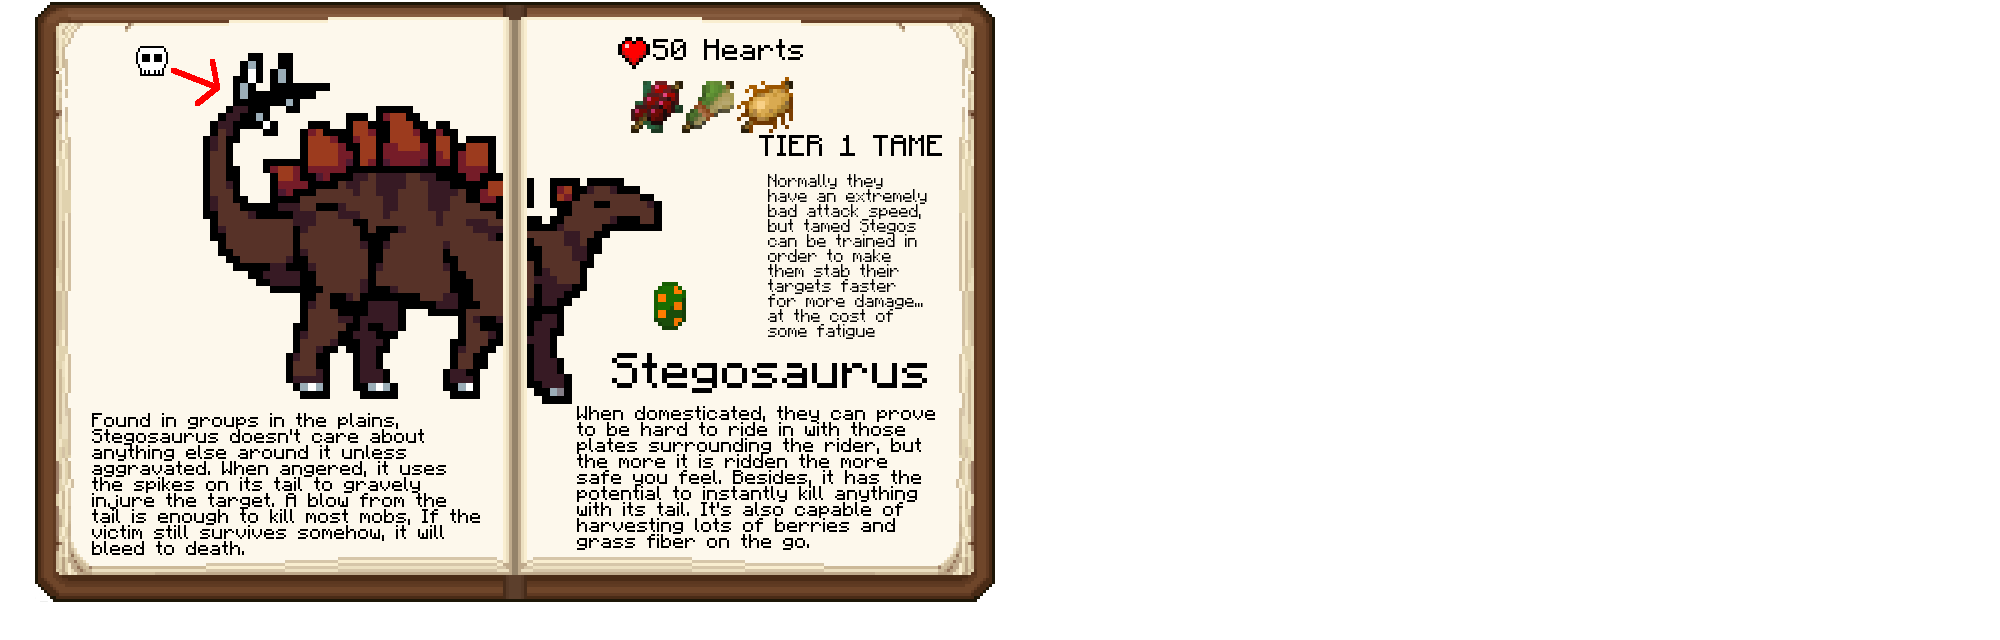 Found in groups in the plains,
Stegosaurus doesn't care about
anything else around it unless
aggravated. When angered, it uses
the spikes on its tail to gravely
injure the target. A blow from the
tail is enough to kill most mobs. If the
victim still survives somehow, it will
bleed to death.
50 Hearts
TIER 1 TAME
Normally they
have an extremely
bad attack speed,
but tamed Stegos
can be trained in
order to make
them stab their
targets faster
for more damage...
at the cost of
some fatigue
Stegosaurus
When domesticated, they can prove
to be hard to ride in with those
plates surrounding the rider, but
the more it is ridden the more
safe you feel. Besides, it has the
potential to instantly kill anything
with its tail. It's also capable of
harvesting lots of berries and
grass fiber on the go.